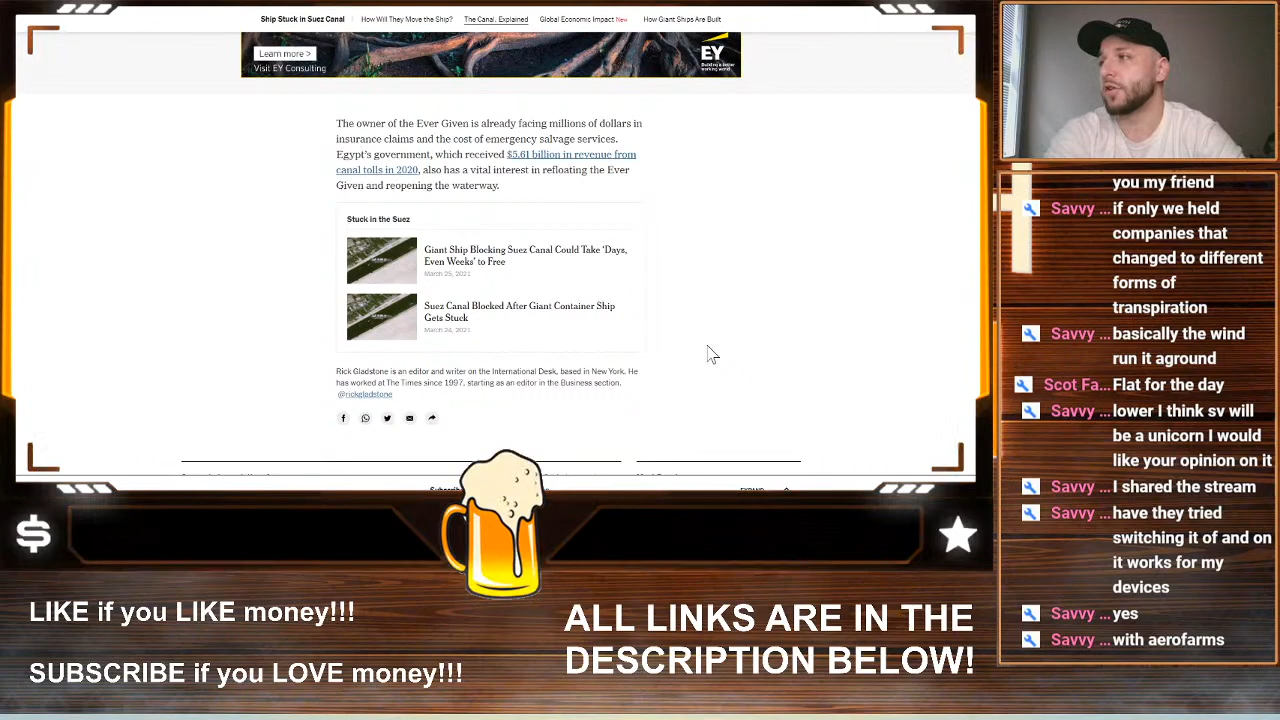 Ship Stuck in Suez Canal
How Will They Move the Ship?
The Canal, Explained
Global Economic Impact New
How Giant Ships Are Built
Learn more >
Visit EY Consulting
EY
Building a better
working world
The owner of the Ever Given is already facing millions of dollars in
insurance claims and the cost of emergency salvage services.
Egypt's government, which received $5.61 billion in revenue from
canal tolls in 2020, also has a vital interest in refloating the Ever
Given and reopening the waterway.
Stuck in the Suez
Giant Ship Blocking Suez Canal Could Take 'Days,
Even Weeks' to Free
March 25, 2021
Suez Canal Blocked After Giant Container Ship
Gets Stuck
March 24, 2021
Rick Gladstone is an editor and writer on the International Desk, based in New York. He
has worked at The Times since 1997, starting as an editor in the Business section.
@rickgladstone
you my friend
Savvy ... if only we held
companies that
changed to different
forms of
transpiration
Savvy ... basically the wind
run it aground
Scot Fa... Flat for the day
Savvy ... lower I think sv will
be a unicorn I would
like your opinion on it
Savvy ... I shared the stream
Savvy ... have they tried
switching it of and on
it works for my
devices
Savvy ... yes
Savvy ... with aerofarms
$
LIKE if you LIKE money!!!
SUBSCRIBE if you LOVE money!!!
ALL LINKS ARE IN THE
DESCRIPTION BELOW!